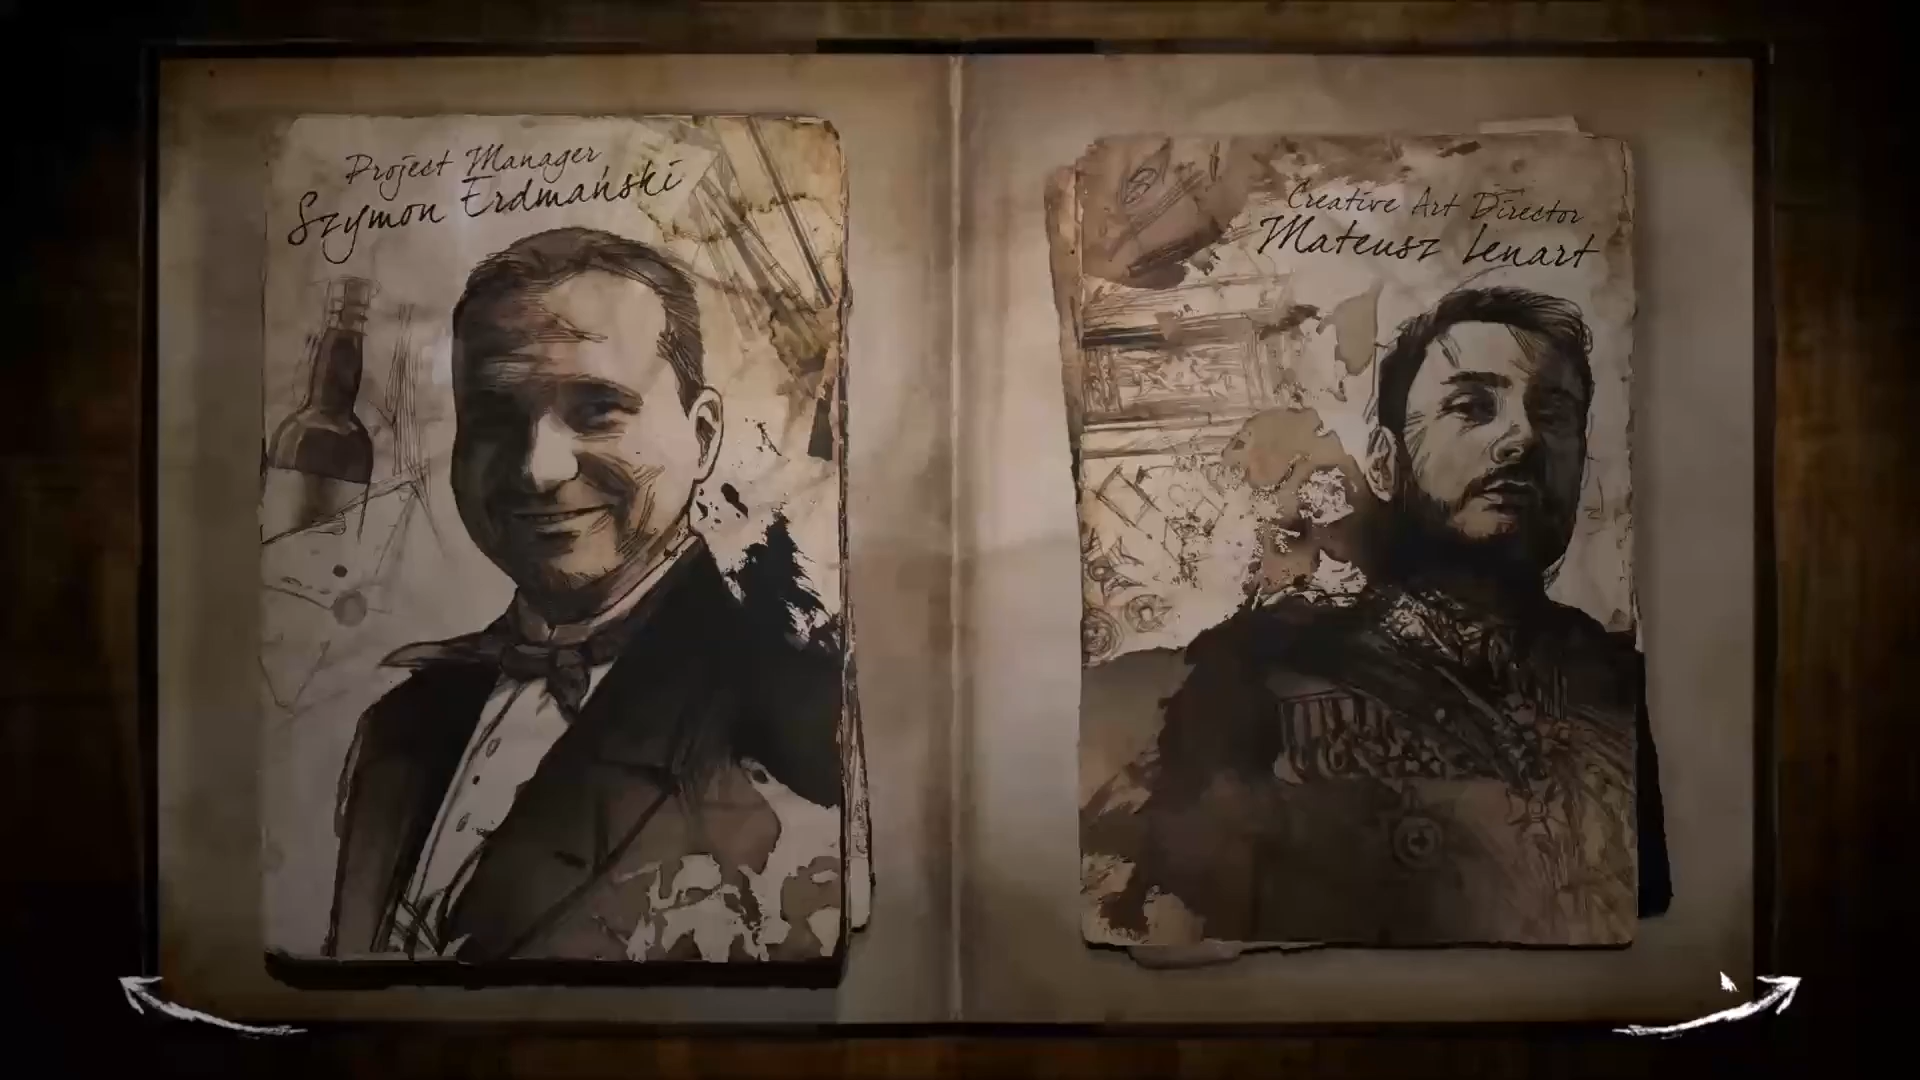 Project Manager
Szymon Erdmański
Creative Art Director
Mateusz Lenart